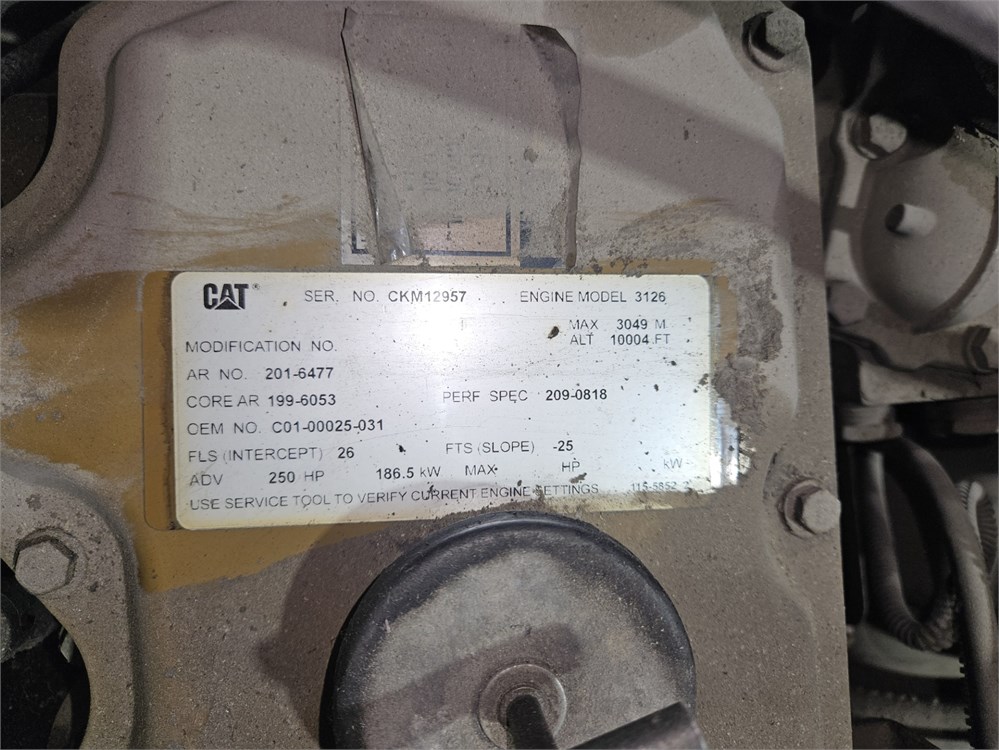 CAT® SER. NO. CKM12957 ENGINE MODEL 3126
MAX 3049 M
MODIFICATION NO. ALT 10004 FT
AR NO. 201-6477
CORE AR 199-6053 PERF SPEC 209-0818
OEM NO. C01-00025-031
FLS (INTERCEPT) 26 FTS (SLOPE) -25
ADV 250 HP 186.5 kW MAX HP kW
USE SERVICE TOOL TO VERIFY CURRENT ENGINE SETTINGS 115-5852